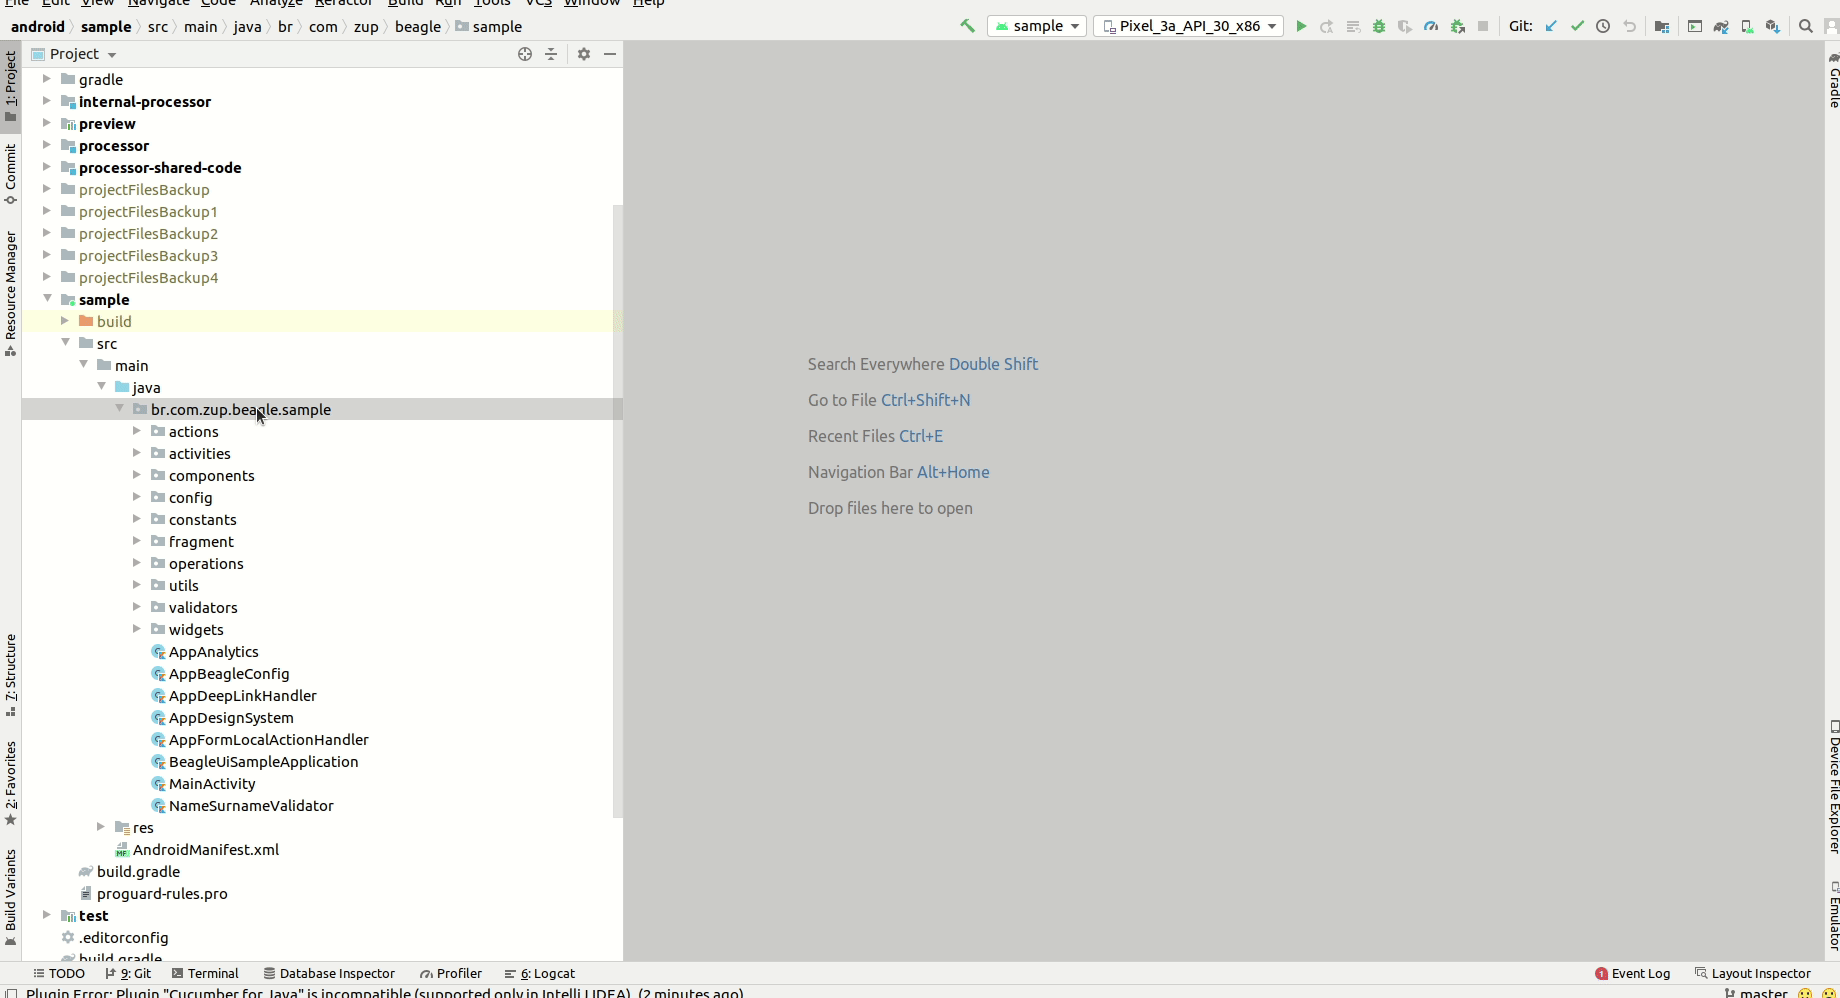 File Edit View Navigate Code Analyze Refactor Build Run Tools VCS Window Help
android sample src main java br com zup beagle sample
sample Pixel_3a_API_30_x86 Git:
1: Project
Commit
Resource Manager
7: Structure
2: Favorites
Build Variants
Project
gradle
internal-processor
preview
processor
processor-shared-code
projectFilesBackup
projectFilesBackup1
projectFilesBackup2
projectFilesBackup3
projectFilesBackup4
sample
build
src
main
java
br.com.zup.beagle.sample
actions
activities
components
config
constants
fragment
operations
utils
validators
widgets
AppAnalytics
AppBeagleConfig
AppDeepLinkHandler
AppDesignSystem
AppFormLocalActionHandler
BeagleUiSampleApplication
MainActivity
NameSurnameValidator
res
MF AndroidManifest.xml
build.gradle
proguard-rules.pro
test
.editorconfig
build.gradle
Search Everywhere Double Shift
Go to File Ctrl+Shift+N
Recent Files Ctrl+E
Navigation Bar Alt+Home
Drop files here to open
Gradle
Device File Explorer
Emulator
TODO 9: Git Terminal Database Inspector Profiler 6: Logcat 1 Event Log Layout Inspector
Plugin Error: Plugin "Cucumber for Java" is incompatible (supported only in IntelliJ IDEA). (2 minutes ago) master